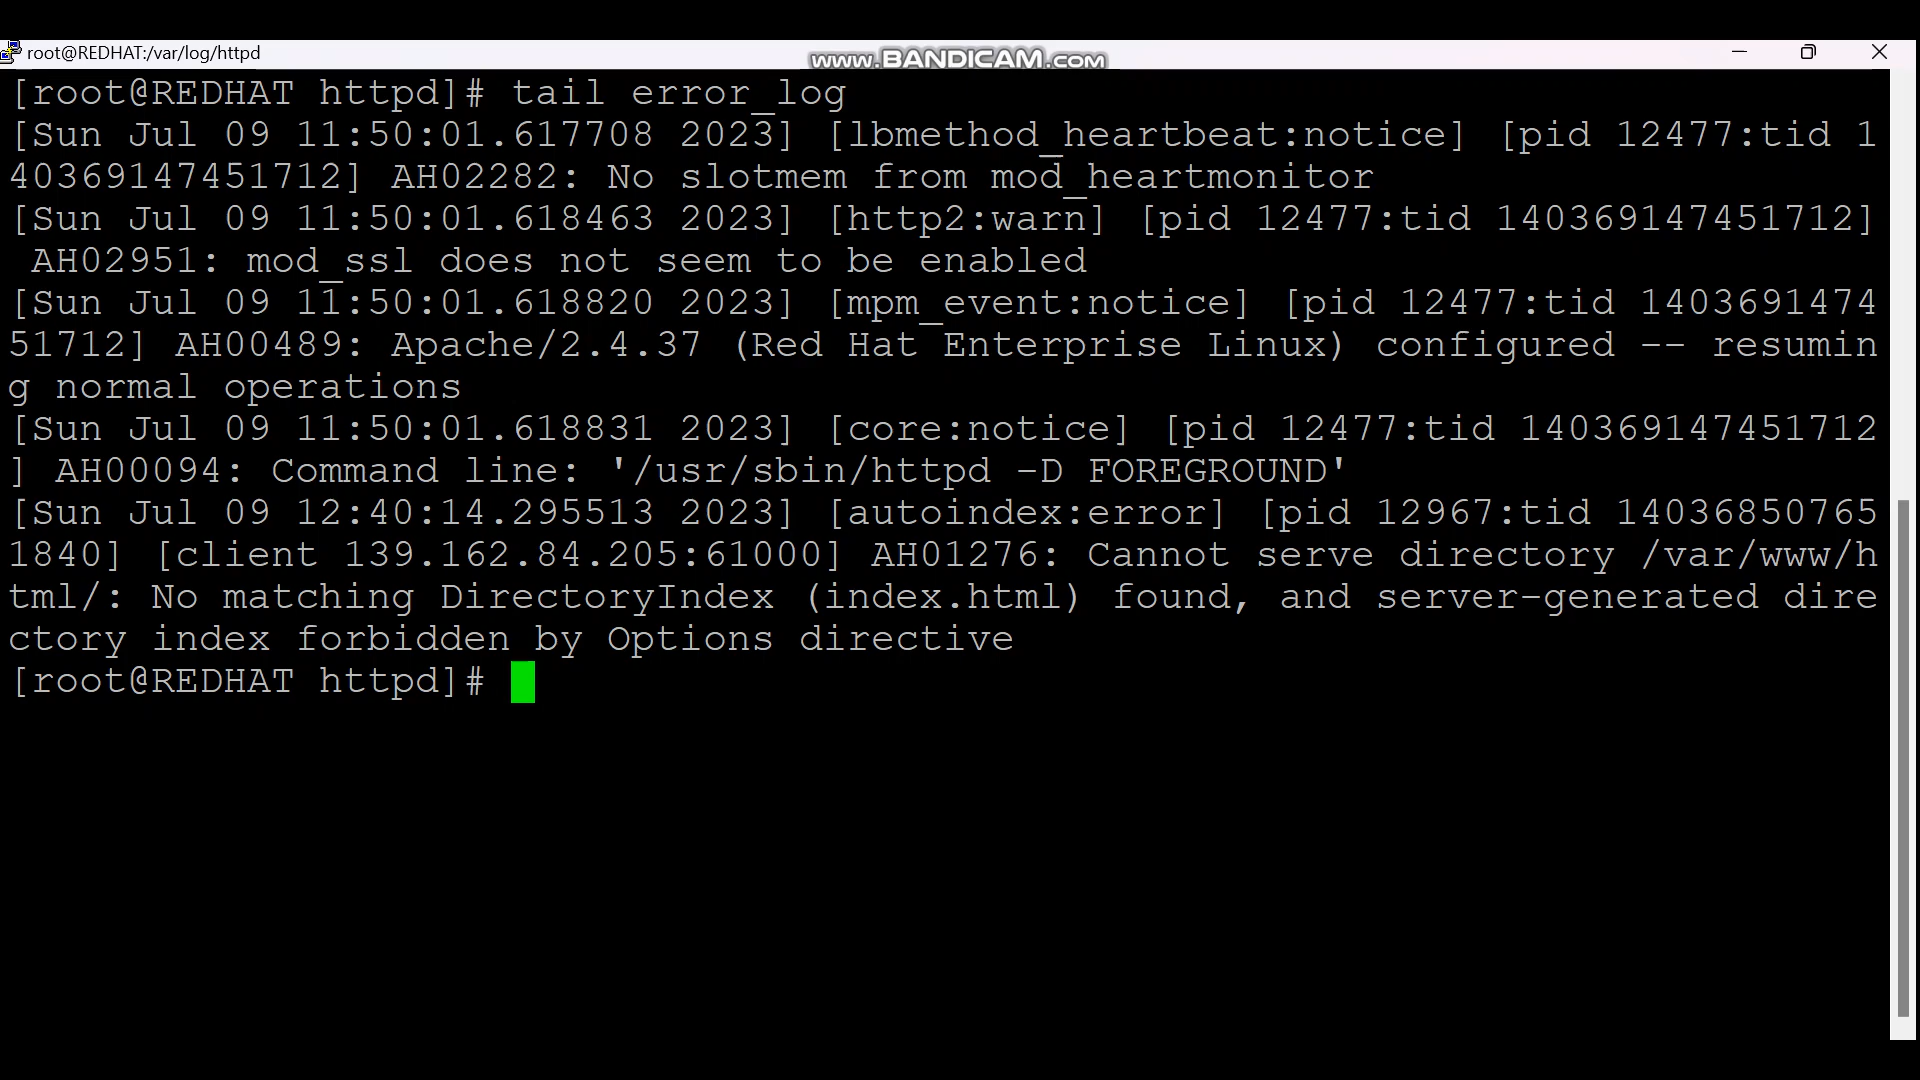 root@REDHAT:/var/log/httpd
www.BANDICAM.com
[root@REDHAT httpd]# tail error_log
[Sun Jul 09 11:50:01.617708 2023] [lbmethod_heartbeat:notice] [pid 12477:tid 1
40369147451712] AH02282: No slotmem from mod_heartmonitor
[Sun Jul 09 11:50:01.618463 2023] [http2:warn] [pid 12477:tid 140369147451712]
 AH02951: mod_ssl does not seem to be enabled
[Sun Jul 09 11:50:01.618820 2023] [mpm_event:notice] [pid 12477:tid 1403691474
51712] AH00489: Apache/2.4.37 (Red Hat Enterprise Linux) configured -- resumin
g normal operations
[Sun Jul 09 11:50:01.618831 2023] [core:notice] [pid 12477:tid 140369147451712
] AH00094: Command line: '/usr/sbin/httpd -D FOREGROUND'
[Sun Jul 09 12:40:14.295513 2023] [autoindex:error] [pid 12967:tid 14036850765
1840] [client 139.162.84.205:61000] AH01276: Cannot serve directory /var/www/h
tml/: No matching DirectoryIndex (index.html) found, and server-generated dire
ctory index forbidden by Options directive
[root@REDHAT httpd]#